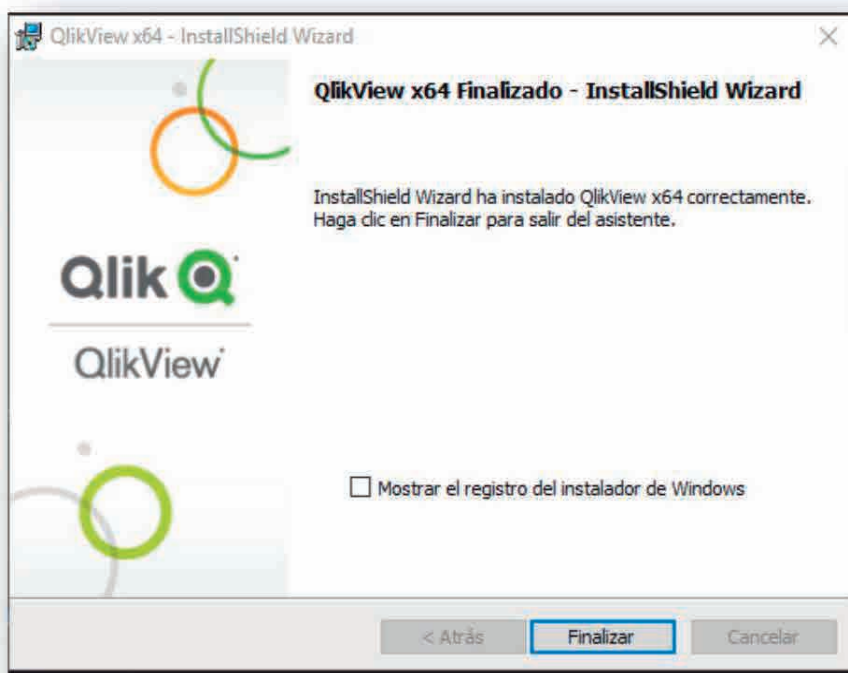 QlikView x64 - InstallShield Wizard
QlikView x64 Finalizado - InstallShield Wizard
InstallShield Wizard ha instalado QlikView x64 correctamente.
Haga clic en Finalizar para salir del asistente.
Qlik
QlikView
Mostrar el registro del instalador de Windows
< Atrás
Finalizar
Cancelar